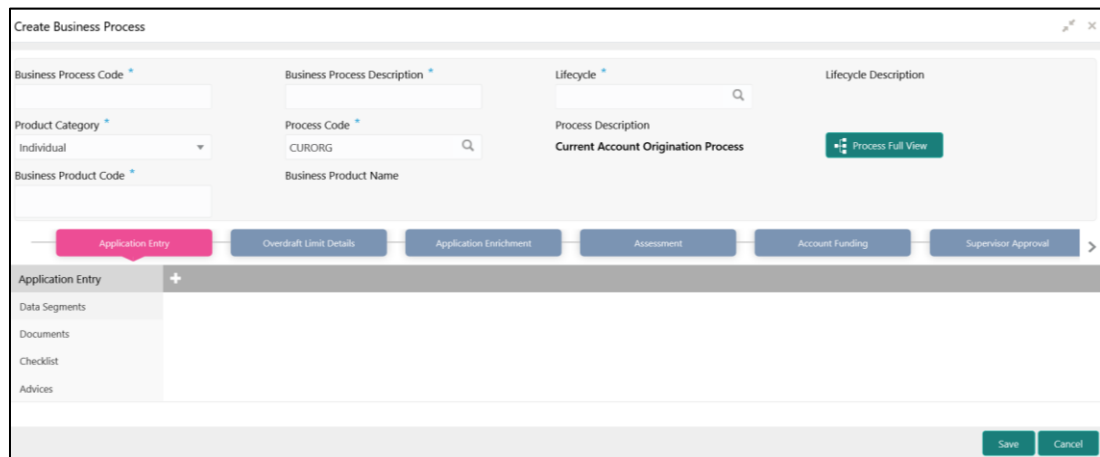 Create Business Process
Business Process Code *
Business Process Description *
Lifecycle *
Lifecycle Description
Product Category *
Process Code *
Process Description
Individual
CURORG
Current Account Origination Process
Process Full View
Business Product Code *
Business Product Name
Application Entry
Overdraft Limit Details
Application Enrichment
Assessment
Account Funding
Supervisor Approval
Application Entry
Data Segments
Documents
Checklist
Advices
Save
Cancel